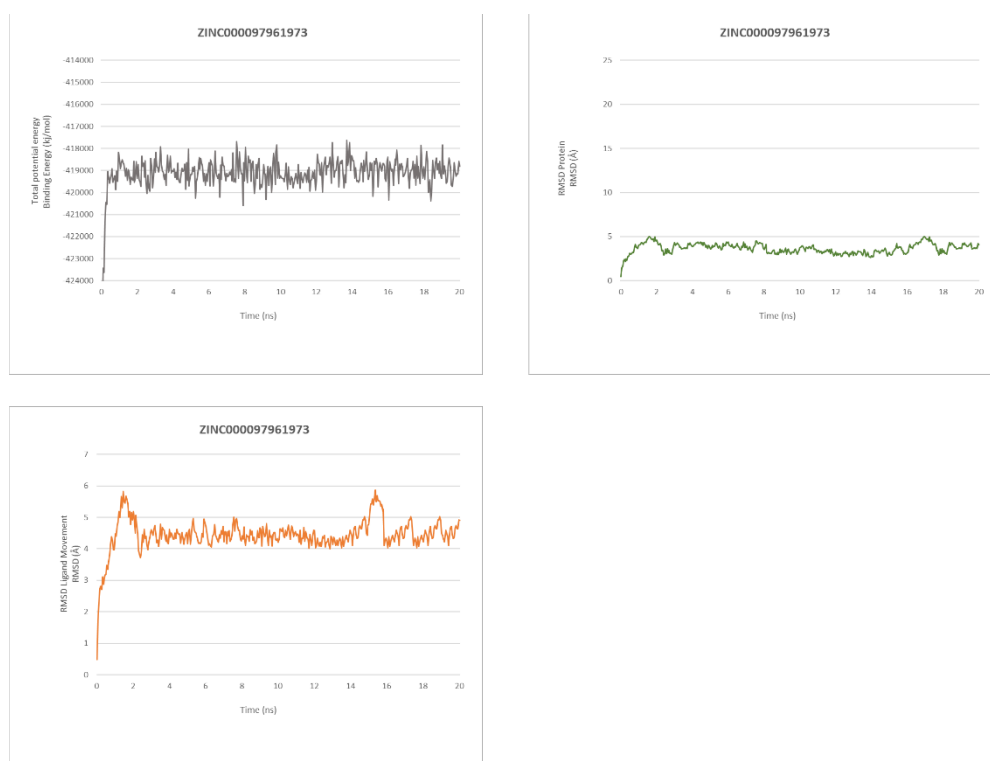 ZINC000097961973
-414000
-415000
-416000
-417000
-418000
-419000
-420000
-421000
-422000
-423000
-424000
Total potential energy
Binding Energy (kj/mol)
0 2 4 6 8 10 12 14 16 18 20
Time (ns)
ZINC000097961973
25
20
15
10
5
0
RMSD Protein
RMSD (Å)
0 2 4 6 8 10 12 14 16 18 20
Time (ns)
ZINC000097961973
7
6
5
4
3
2
1
0
RMSD Ligand Movement
RMSD (Å)
0 2 4 6 8 10 12 14 16 18 20
Time (ns)